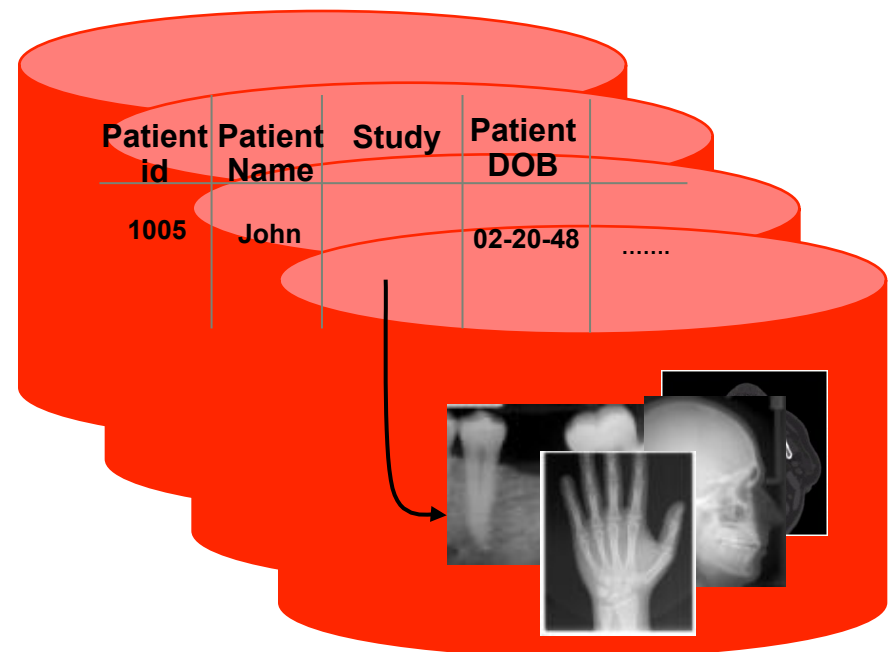 Patient id Patient Name Study Patient DOB
1005 John 02-20-48 .......